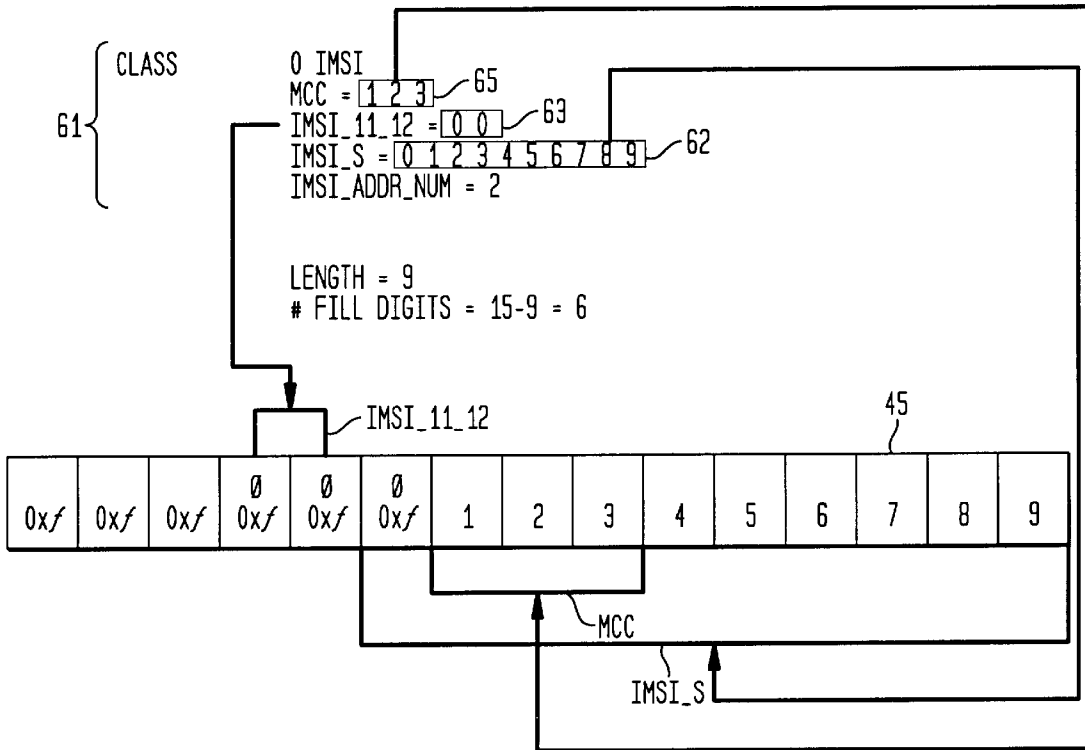 CLASS
0 IMSI
MCC = 1 2 3
65
61
IMSI_11_12 = 0 0
63
IMSI_S = 0 1 2 3 4 5 6 7 8 9
62
IMSI_ADDR_NUM = 2
LENGTH = 9
# FILL DIGITS = 15-9 = 6
IMSI_11_12
45
Ø Ø Ø
0xf 0xf 0xf 0xf 0xf 0xf 1 2 3 4 5 6 7 8 9
MCC
IMSI_S